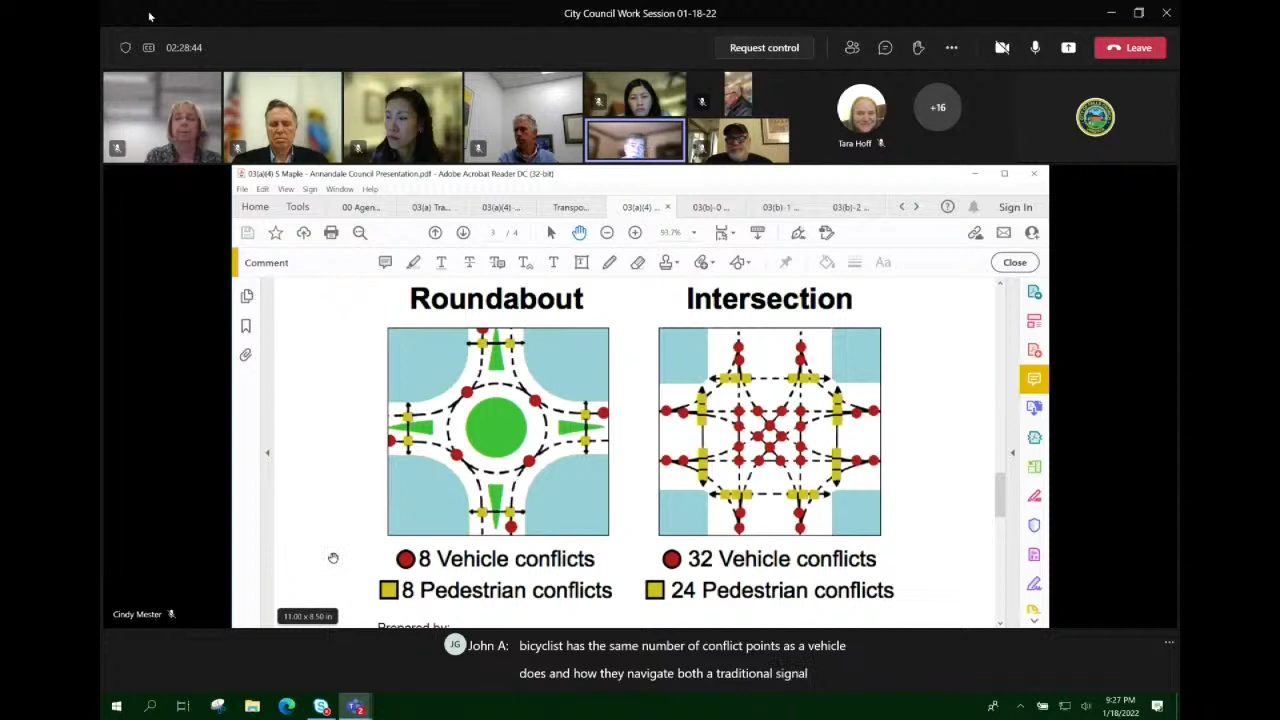 City Council Work Session 01-18-22
02:28:44
Request control
Leave
Tara Hoff
+16
03(a)(4) S Maple - Annandale Council Presentation.pdf - Adobe Acrobat Reader DC (32-bit)
File Edit View Sign Window Help
Home Tools 00 Agen... 03(a) Tra... 03(a)(4) -... Transpo... 03(a)(4) ... 03(b)-0 ... 03(b)-1 ... 03(b)-2 ... Sign In
3 / 4 93.7%
Comment Aa Close
Roundabout Intersection
8 Vehicle conflicts 32 Vehicle conflicts
8 Pedestrian conflicts 24 Pedestrian conflicts
Cindy Mester
11.00 x 8.50 in
Prepared by:
JG John A: bicyclist has the same number of conflict points as a vehicle
does and how they navigate both a traditional signal
9:27 PM
1/18/2022